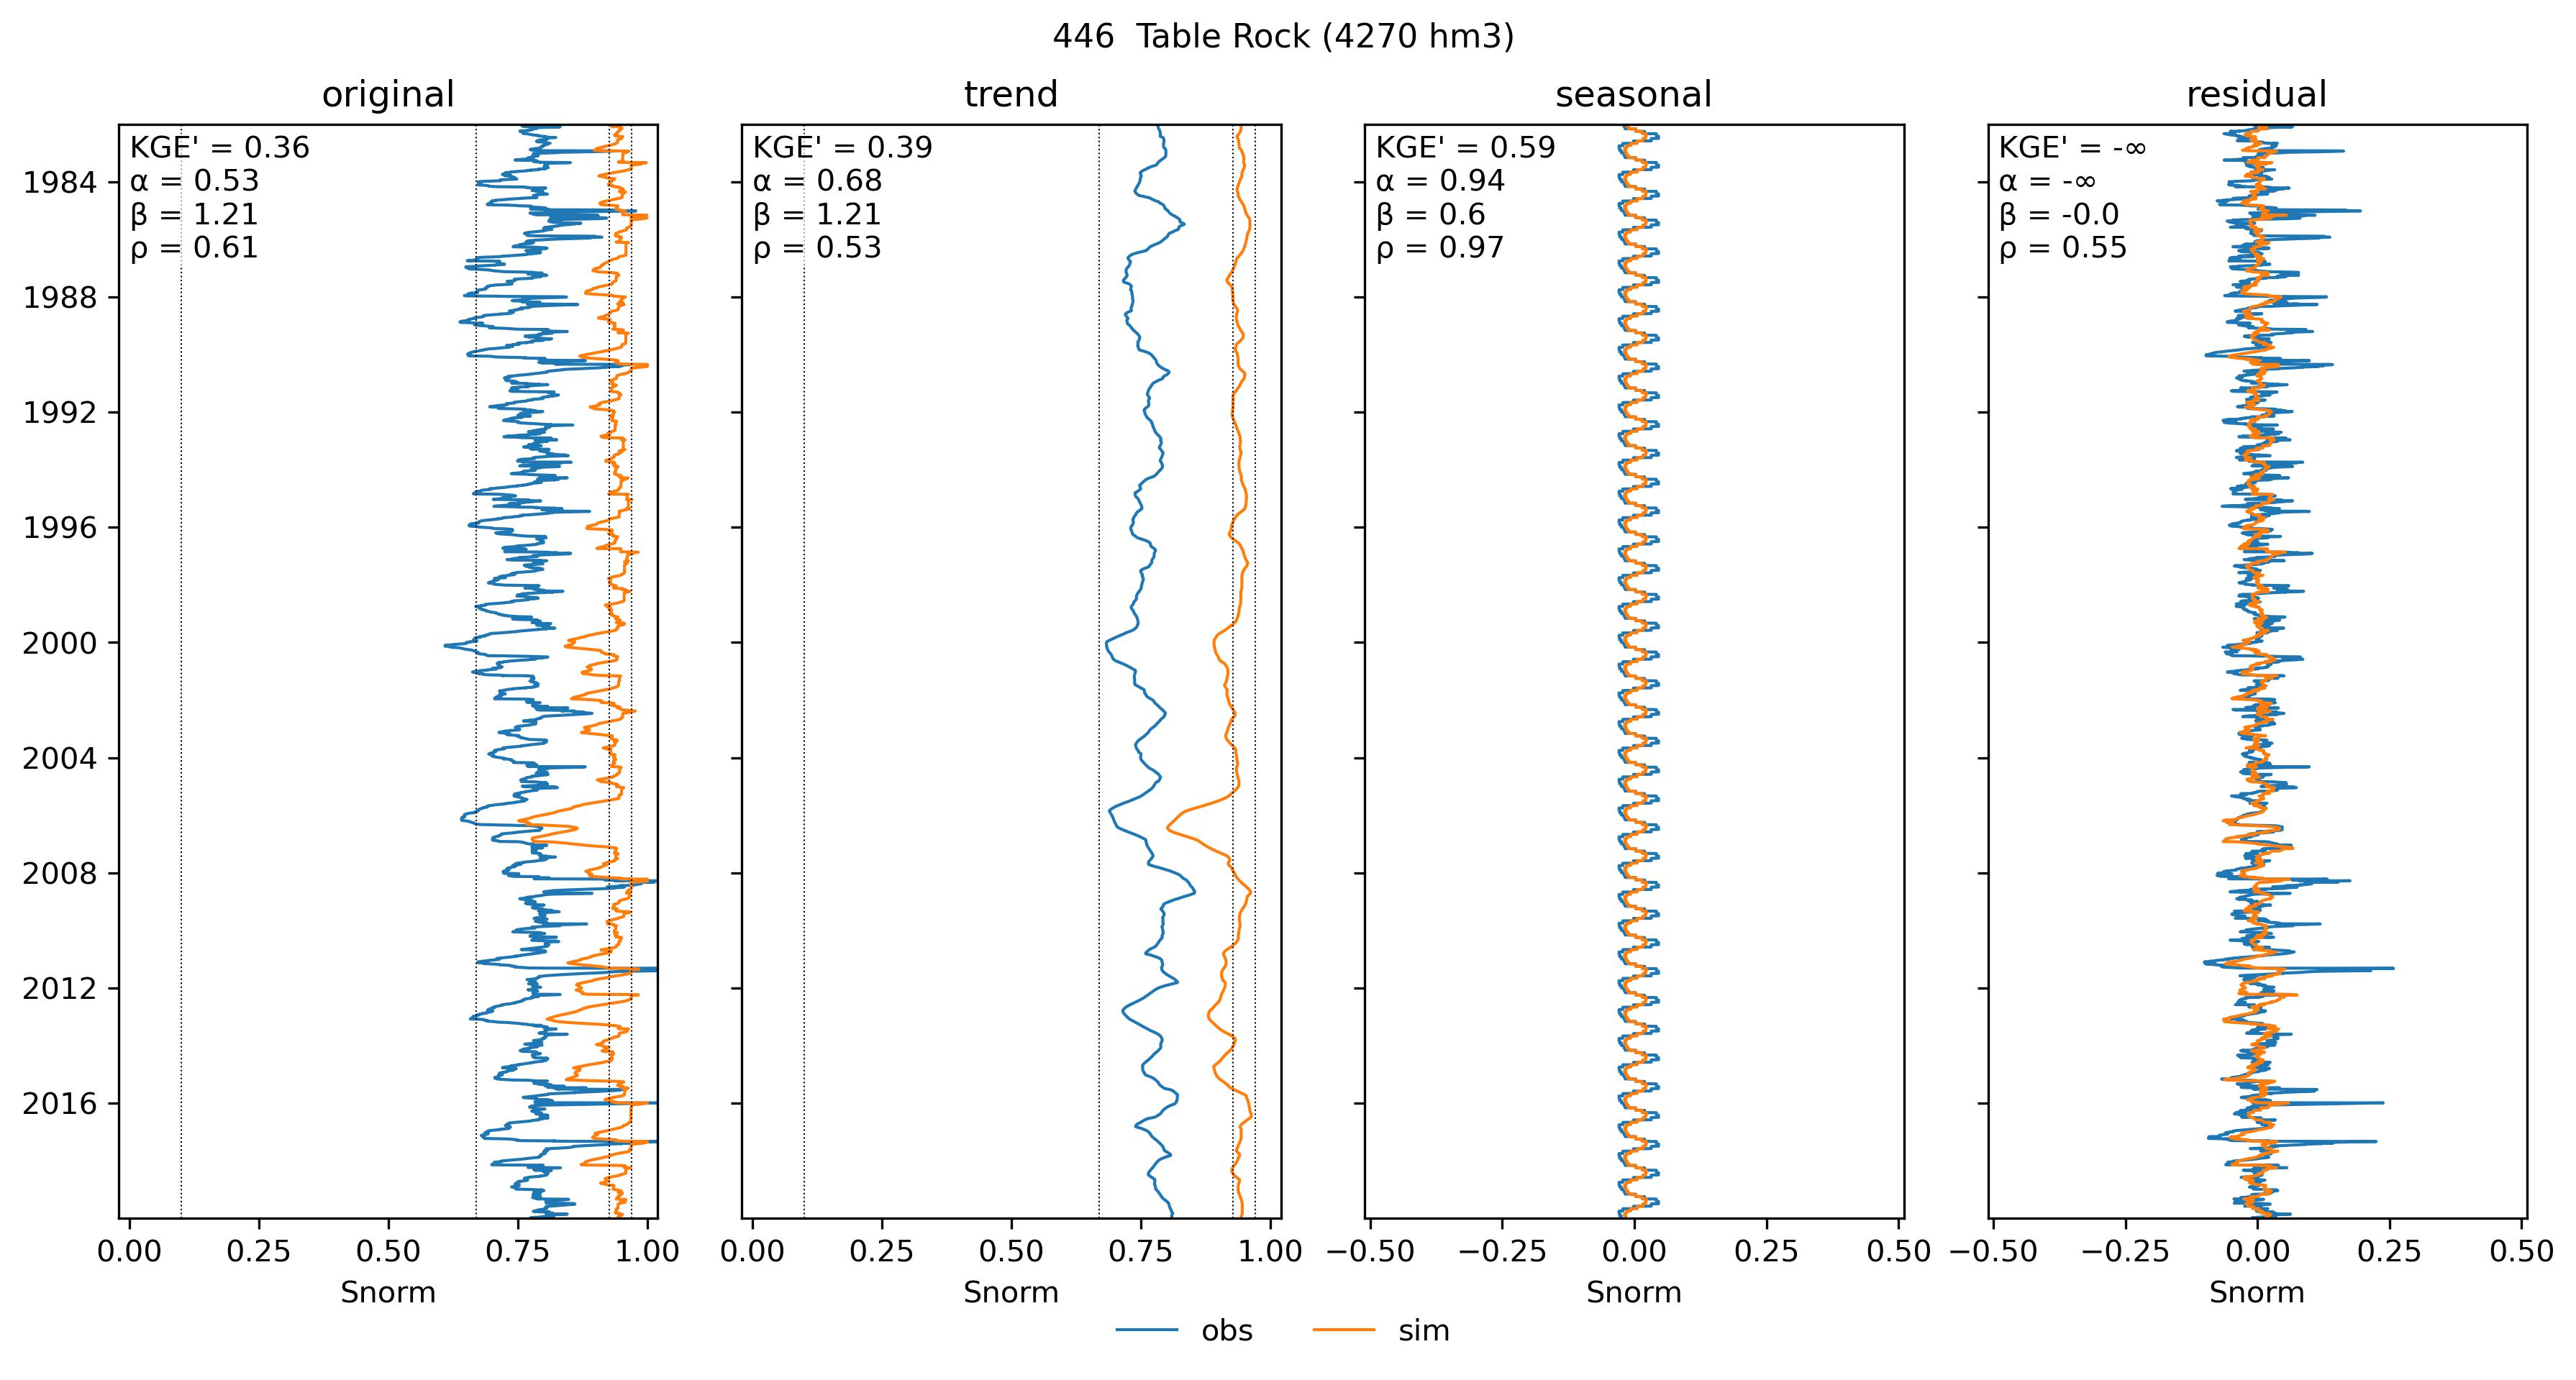 446  Table Rock (4270 hm3)
original
trend
seasonal
residual
KGE' = 0.36
α = 0.53
β = 1.21
ρ = 0.61
KGE' = 0.39
α = 0.68
β = 1.21
ρ = 0.53
KGE' = 0.59
α = 0.94
β = 0.6
ρ = 0.97
KGE' = -∞
α = -∞
β = -0.0
ρ = 0.55
1984
1988
1992
1996
2000
2004
2008
2012
2016
0.00 0.25 0.50 0.75 1.00
0.00 0.25 0.50 0.75 1.00
−0.50 −0.25 0.00 0.25 0.50
−0.50 −0.25 0.00 0.25 0.50
Snorm
Snorm
Snorm
Snorm
obs sim